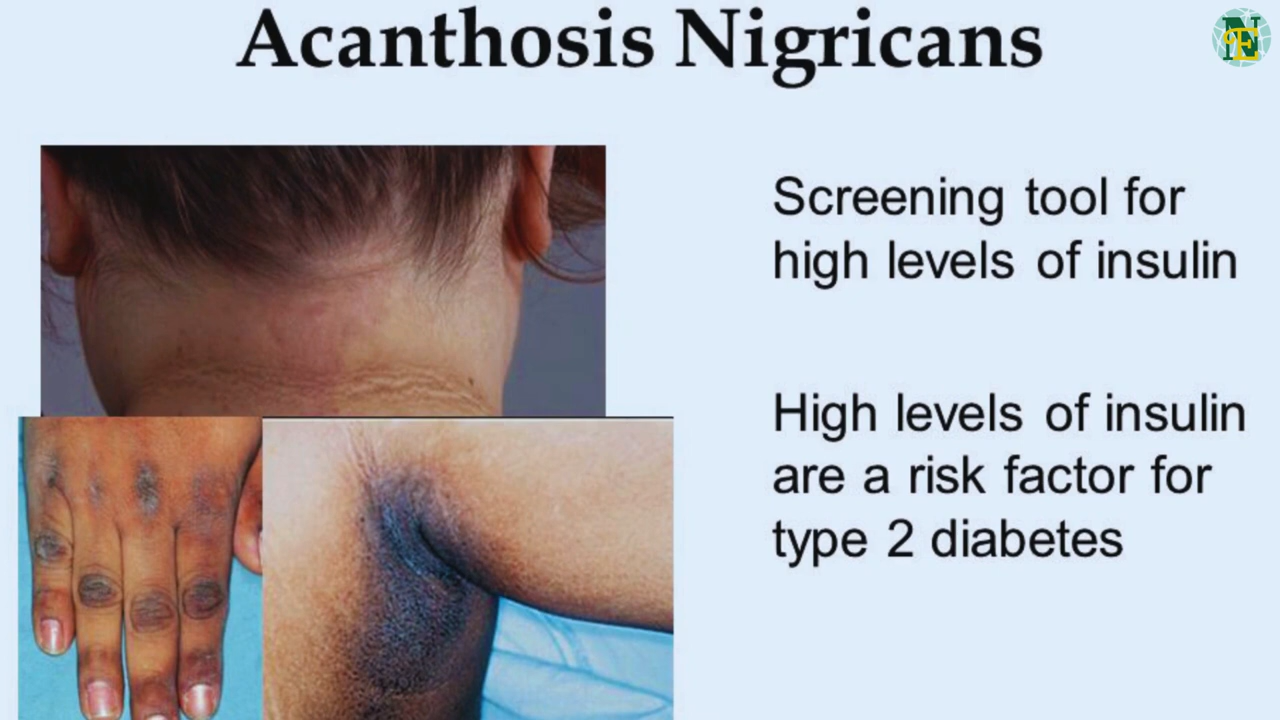 Acanthosis Nigricans
Screening tool for
high levels of insulin
High levels of insulin
are a risk factor for
type 2 diabetes